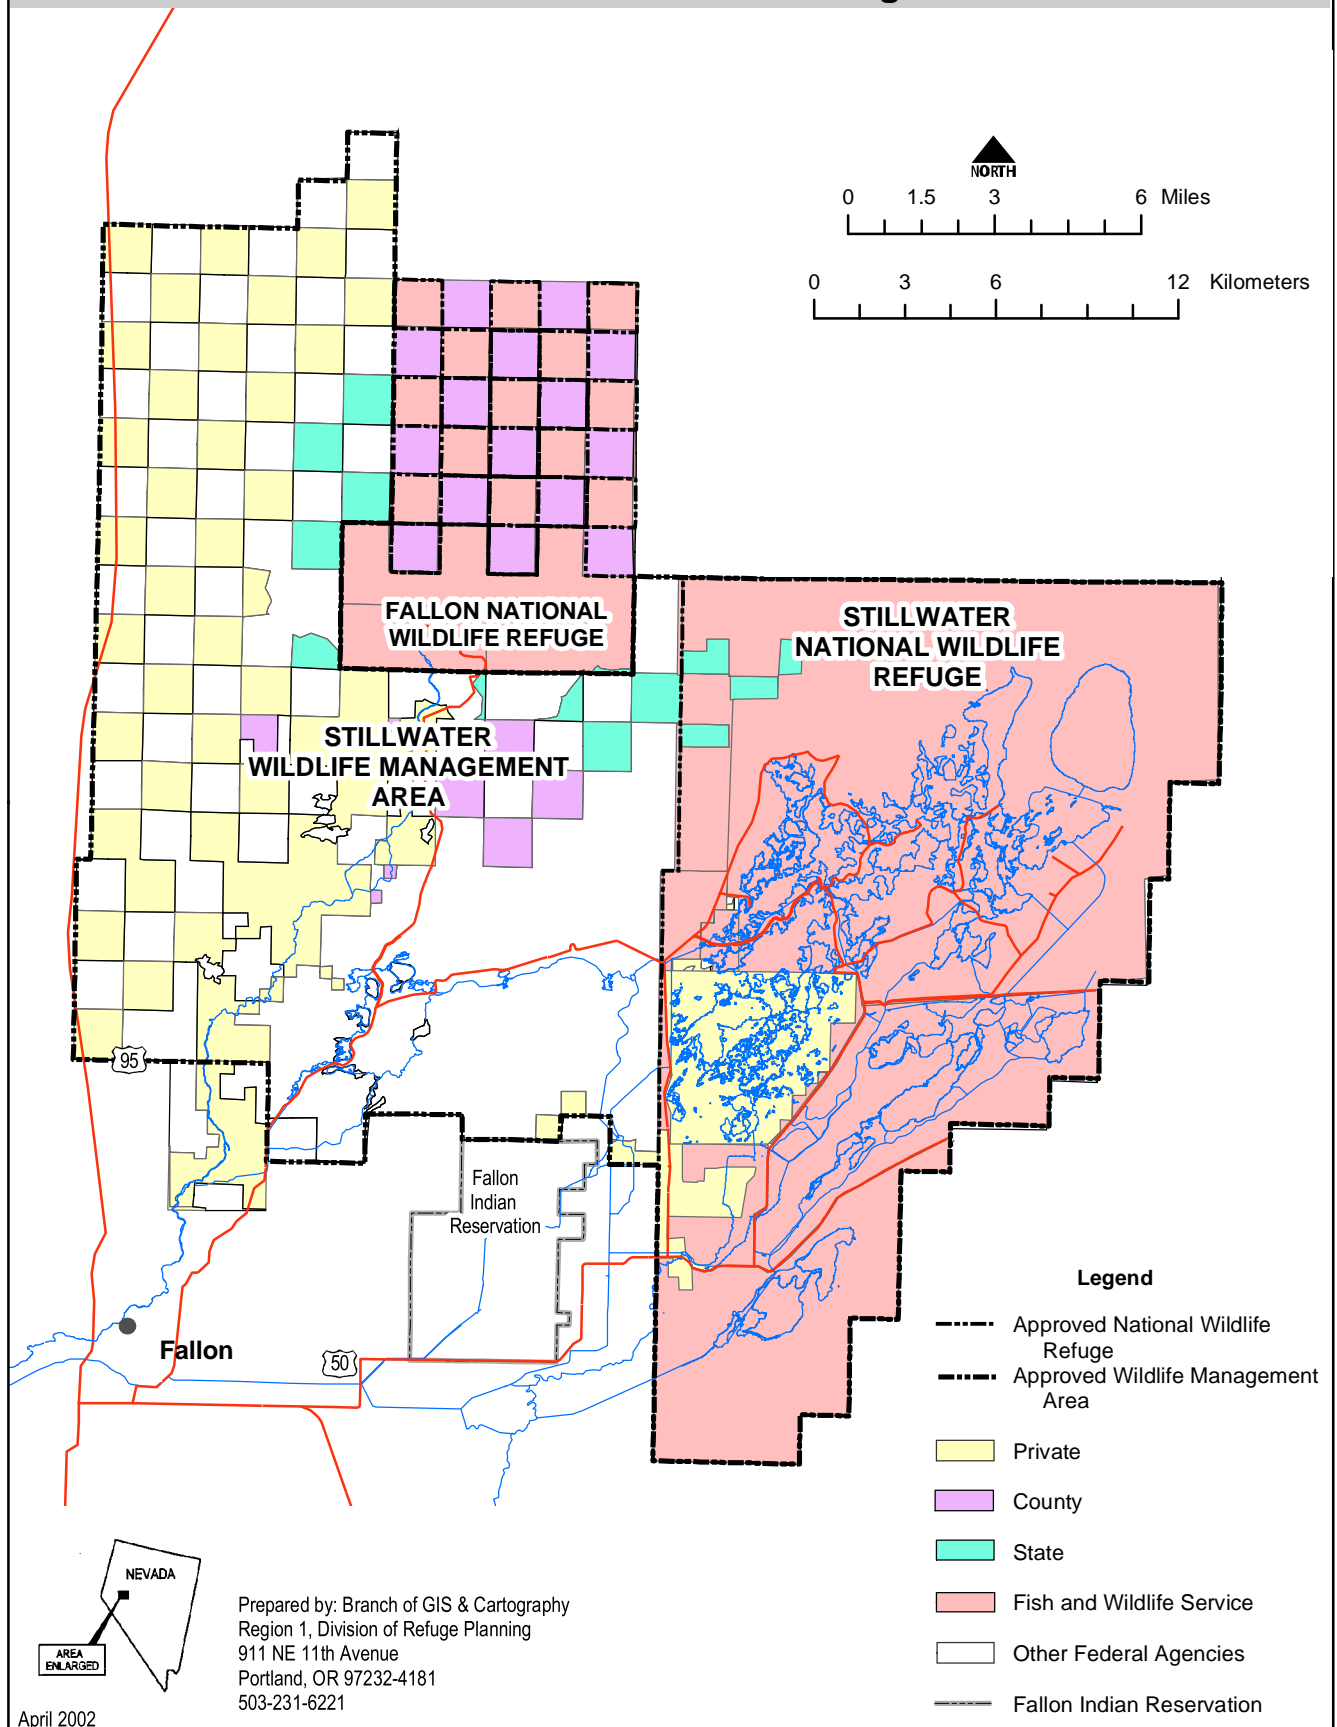 NORTH
0 1.5 3 6 Miles
0 3 6 12 Kilometers
FALLON NATIONAL
WILDLIFE REFUGE
STILLWATER
NATIONAL WILDLIFE
REFUGE
STILLWATER
WILDLIFE MANAGEMENT
AREA
95
Fallon
Indian
Reservation
Fallon
50
Legend
Approved National Wildlife
Refuge
Approved Wildlife Management
Area
Private
County
State
Fish and Wildlife Service
Other Federal Agencies
Fallon Indian Reservation
NEVADA
AREA
ENLARGED
Prepared by: Branch of GIS & Cartography
Region 1, Division of Refuge Planning
911 NE 11th Avenue
Portland, OR 97232-4181
503-231-6221
April 2002